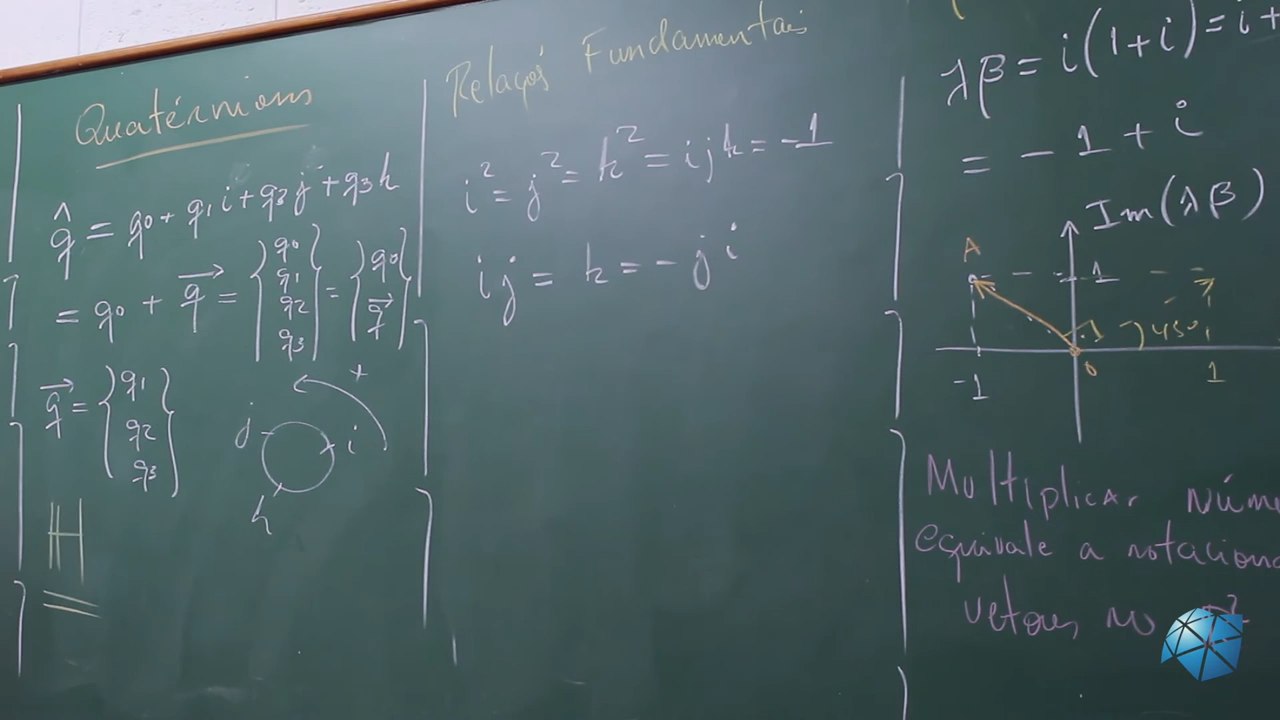 Quatérnions
q̂ = q0 + q1 i + q2 j + q3 k
= q0 + q⃗ = {q0 q1 q2 q3} = {q0 q⃗}
q⃗ = {q1 q2 q3}
+
j
i
k
ℍ
Relações Fundamentais
i² = j² = k² = ijk = -1
ij = k = -ji
λβ = i(1+i) = i +
= -1 + i
Im(λβ)
A
1
45°
-1
0
1
Multiplicar Núme
equivale a rotaciona
vetores no